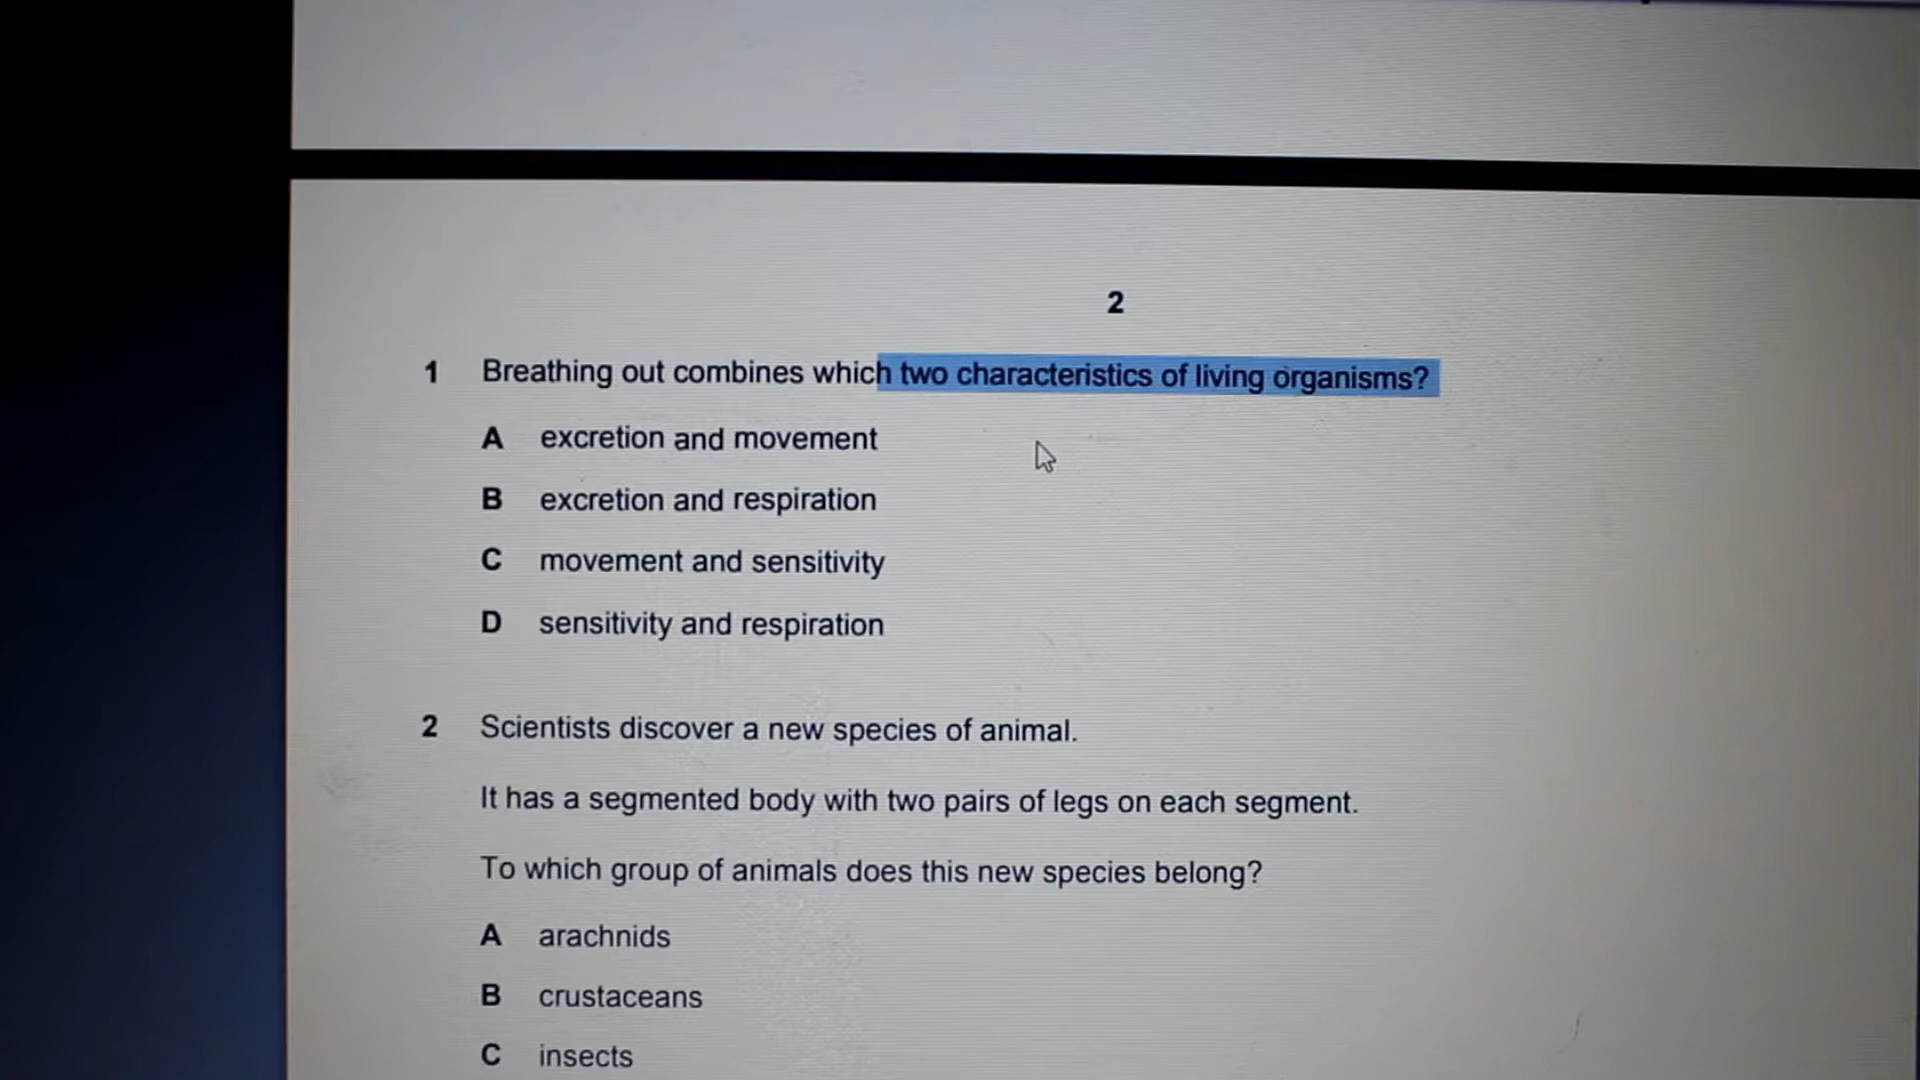 2
1 Breathing out combines which two characteristics of living organisms?
A excretion and movement
B excretion and respiration
C movement and sensitivity
D sensitivity and respiration
2 Scientists discover a new species of animal.
It has a segmented body with two pairs of legs on each segment.
To which group of animals does this new species belong?
A arachnids
B crustaceans
C insects